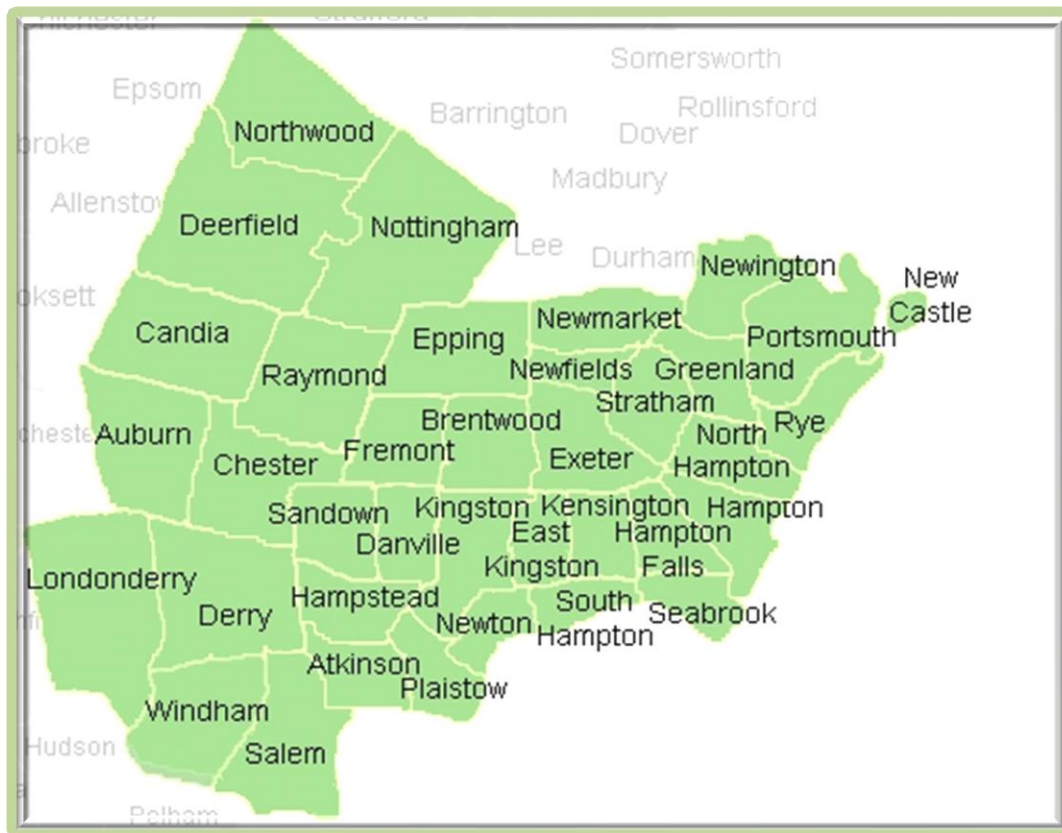 Somersworth
Epsom
Barrington
Rollinsford
Northwood
Dover
Madbury
Deerfield
Nottingham
Lee
Durham
Newington
New
Castle
Candia
Epping
Newmarket
Portsmouth
Raymond
Newfields
Greenland
Stratham
Auburn
Brentwood
Rye
North
Hampton
Chester
Fremont
Exeter
Sandown
Kingston
Kensington
Hampton
Danville
East
Kingston
Hampton
Falls
Londonderry
Hampstead
Derry
Newton
South
Hampton
Seabrook
Atkinson
Plaistow
Windham
Hudson
Salem
Pelham